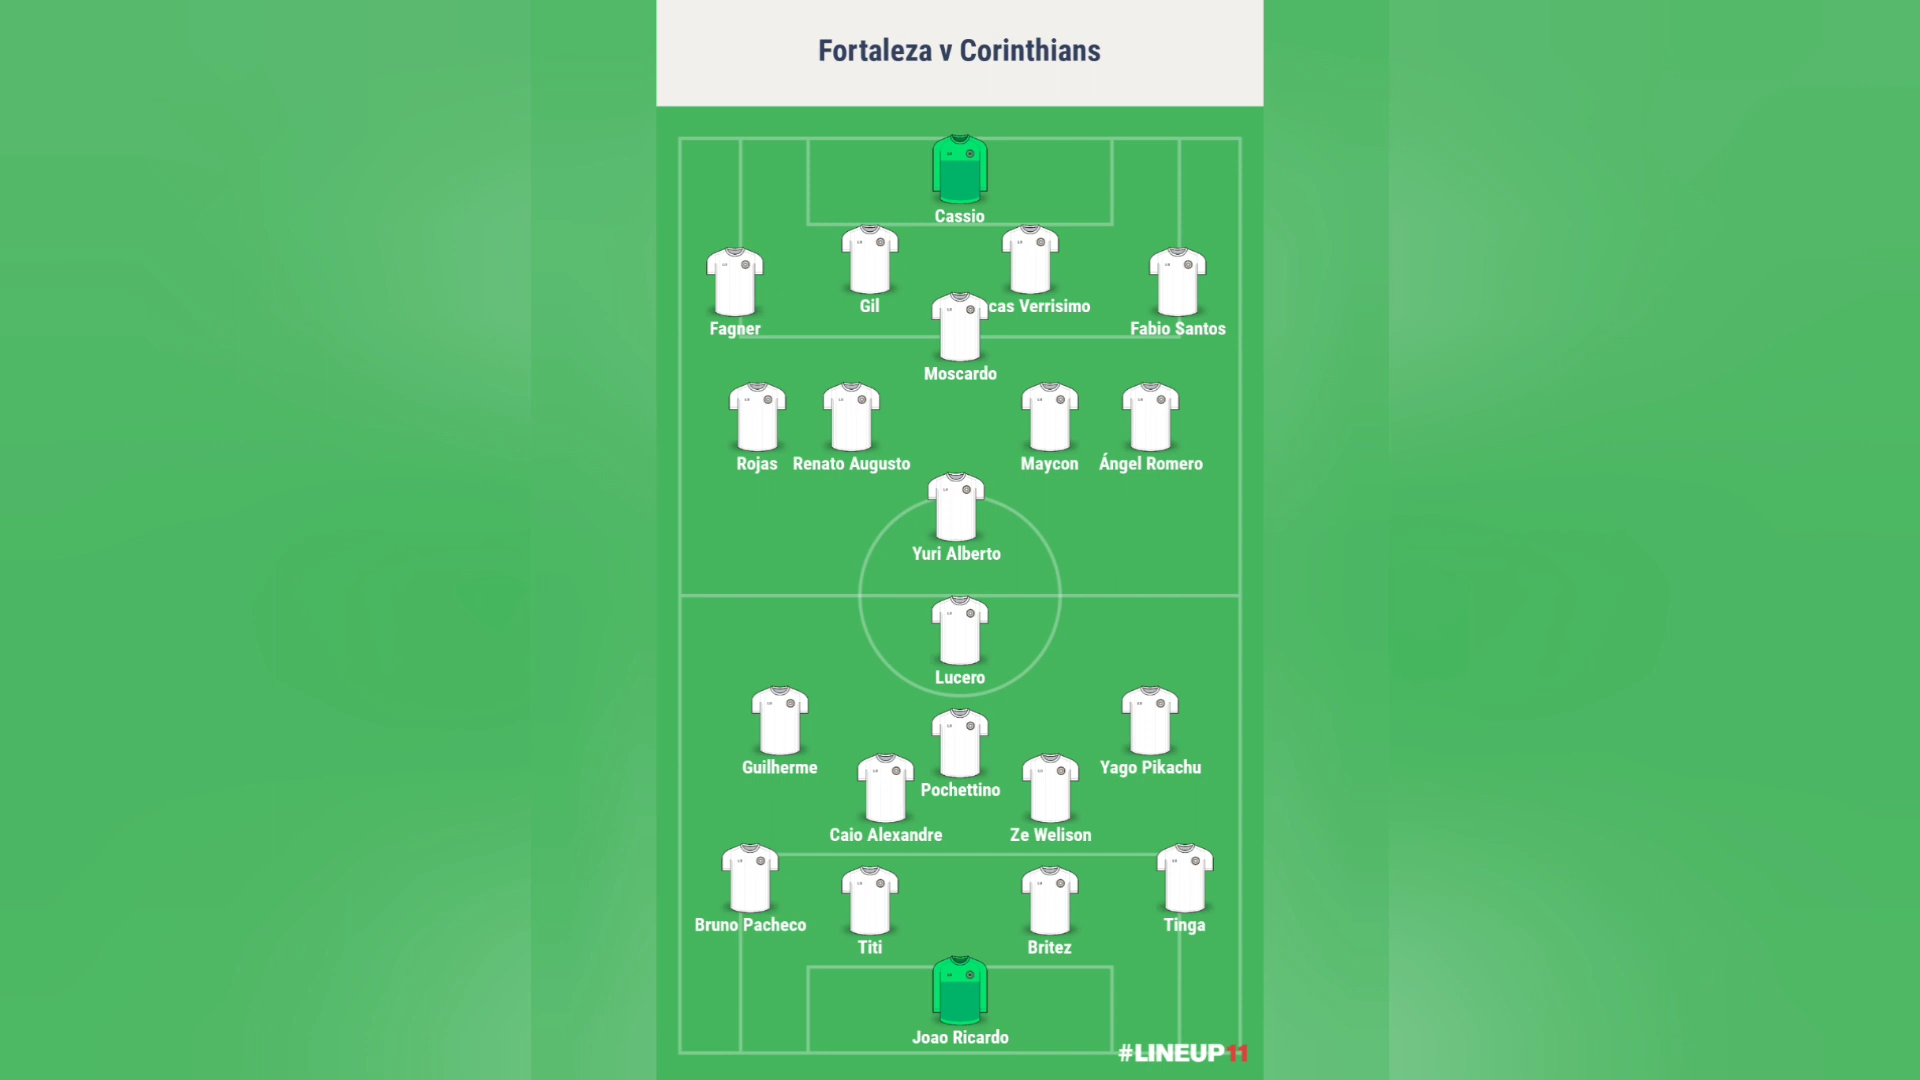 Fortaleza v Corinthians
Cassio
Gil
cas Verrisimo
Fagner
Fabio Santos
Moscardo
Rojas
Renato Augusto
Maycon
Ángel Romero
Yuri Alberto
Lucero
Guilherme
Yago Pikachu
Pochettino
Caio Alexandre
Ze Welison
Bruno Pacheco
Tinga
Titi
Britez
Joao Ricardo
#LINEUP11